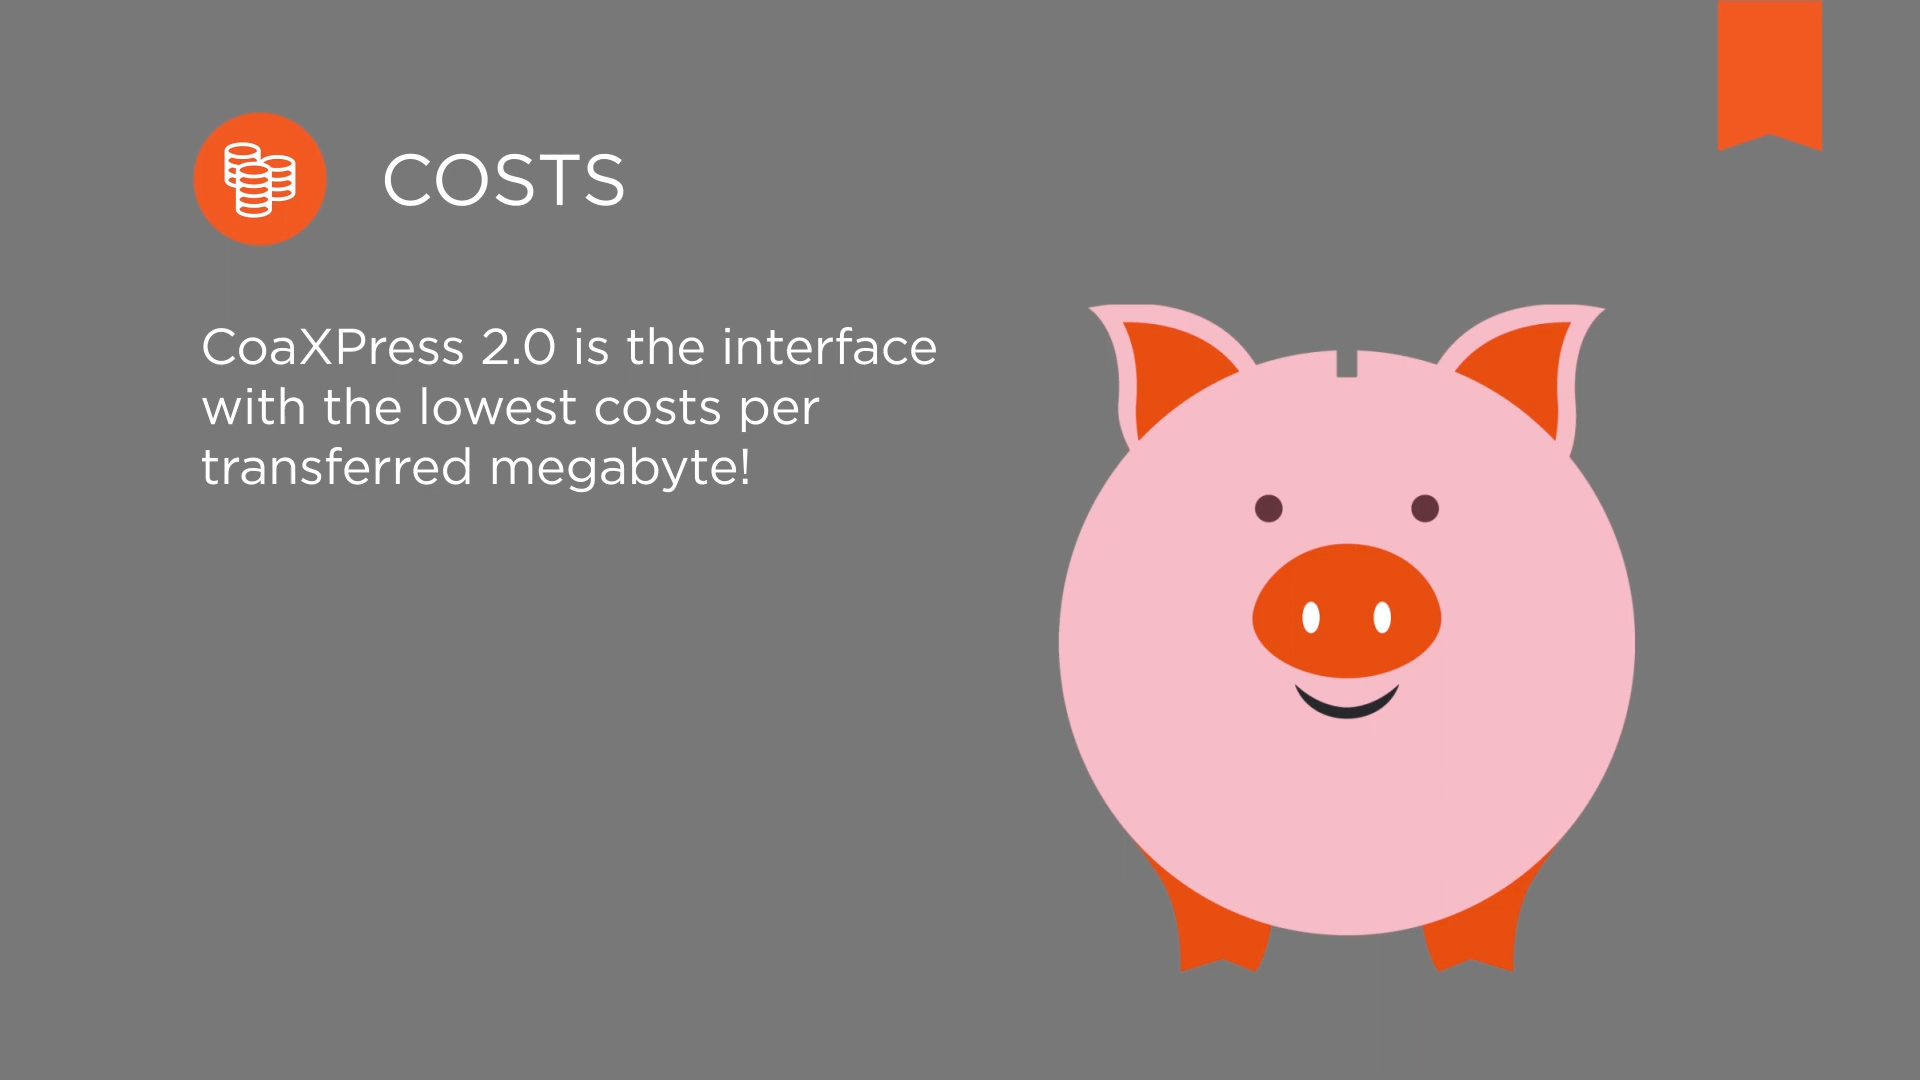 COSTS
CoaXPress 2.0 is the interface
with the lowest costs per
transferred megabyte!